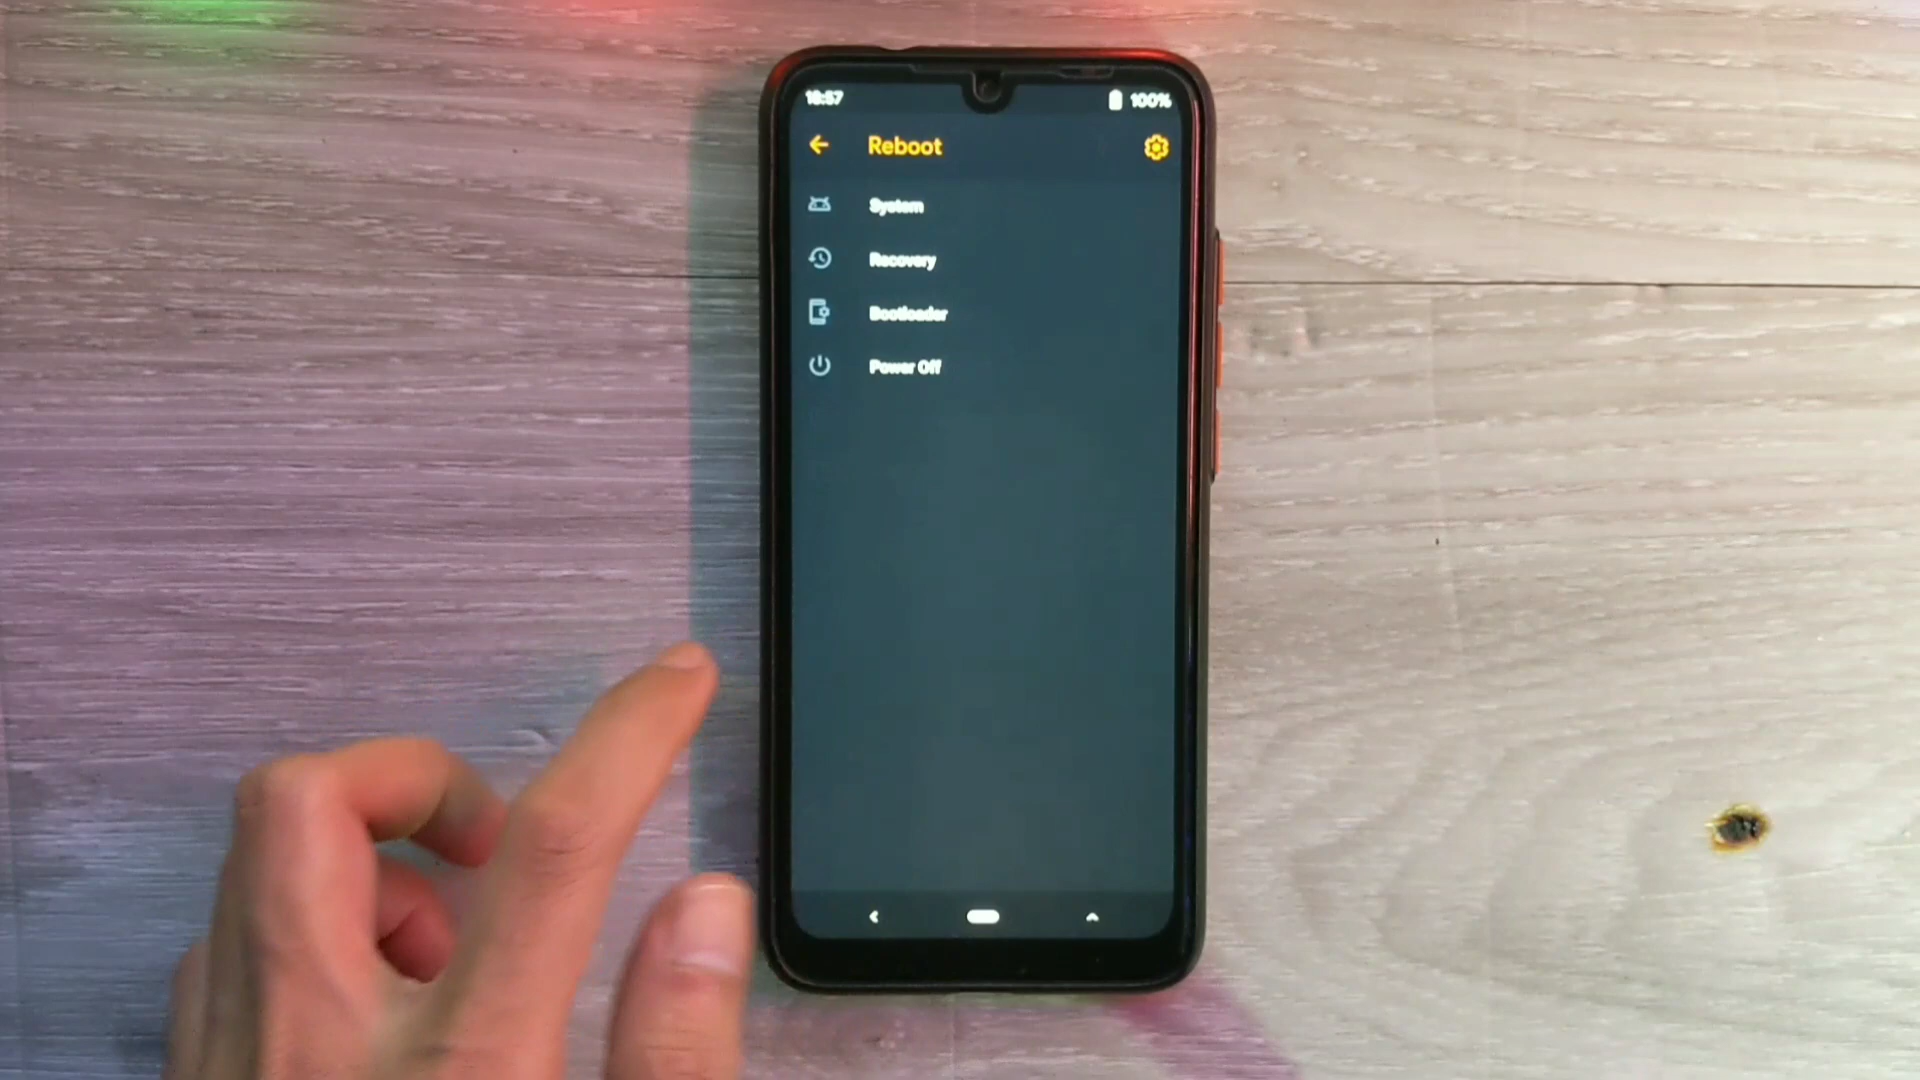 18:57 100%
Reboot
System
Recovery
Bootloader
Power Off